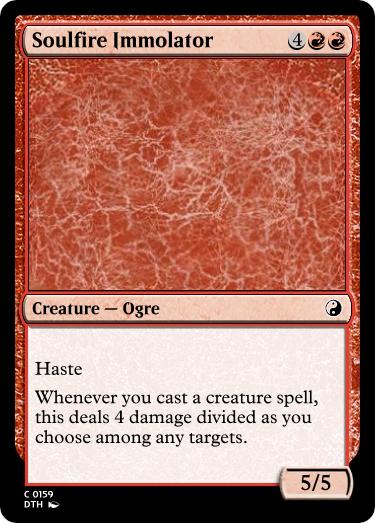 Soulfire Immolator 4
Creature — Ogre
Haste
Whenever you cast a creature spell,
this deals 4 damage divided as you
choose among any targets.
5/5
C 0159
DTH